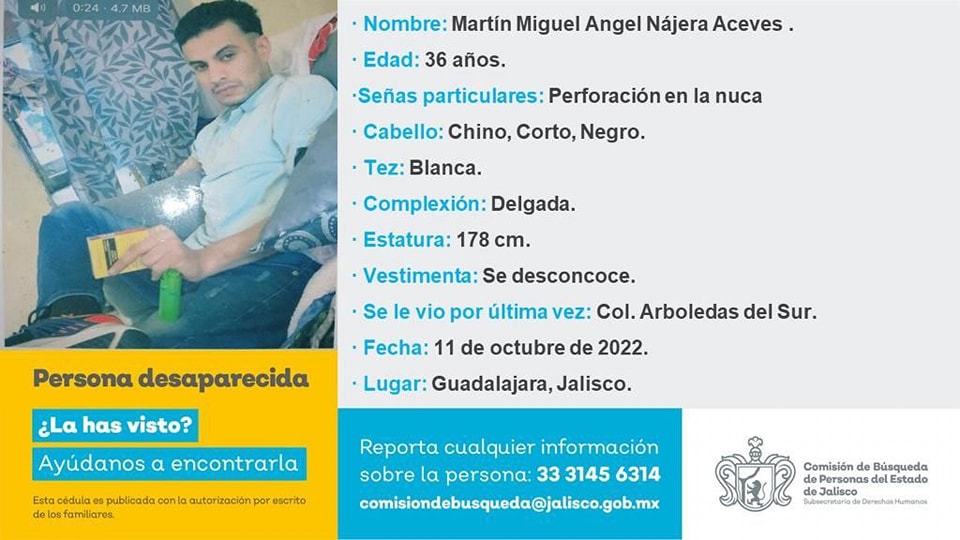 0:24 - 4.7 MB
· Nombre: Martín Miguel Angel Nájera Aceves .
· Edad: 36 años.
·Señas particulares: Perforación en la nuca
· Cabello: Chino, Corto, Negro.
· Tez: Blanca.
· Complexión: Delgada.
· Estatura: 178 cm.
· Vestimenta: Se desconcoce.
· Se le vio por última vez: Col. Arboledas del Sur.
· Fecha: 11 de octubre de 2022.
· Lugar: Guadalajara, Jalisco.
Persona desaparecida
¿La has visto?
Ayúdanos a encontrarla
Esta cédula es publicada con la autorización por escrito
de los familiares.
Reporta cualquier información
sobre la persona: 33 3145 6314
comisiondebusqueda@jalisco.gob.mx
Comisión de Búsqueda
de Personas del Estado
de Jalisco
Subsecretaría de Derechos Humanos